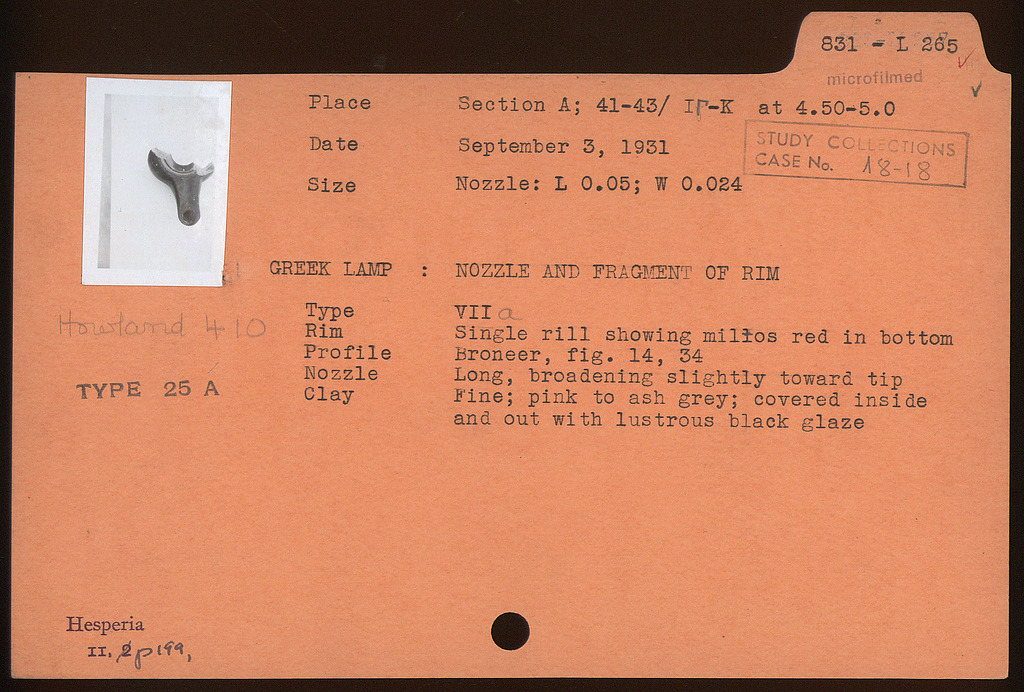 831 - L 265
microfilmed
Place Section A; 41-43/ IΓ-K at 4.50-5.0
Date September 3, 1931
STUDY COLLECTIONS
CASE No. 18-18
Size Nozzle: L 0.05; W 0.024
GREEK LAMP : NOZZLE AND FRAGMENT OF RIM
Type VII a
Rim Single rill showing miltos red in bottom
Profile Broneer, fig. 14, 34
Nozzle Long, broadening slightly toward tip
Clay Fine; pink to ash grey; covered inside
and out with lustrous black glaze
Howland 410
TYPE 25 A
Hesperia
II, 2 p199,